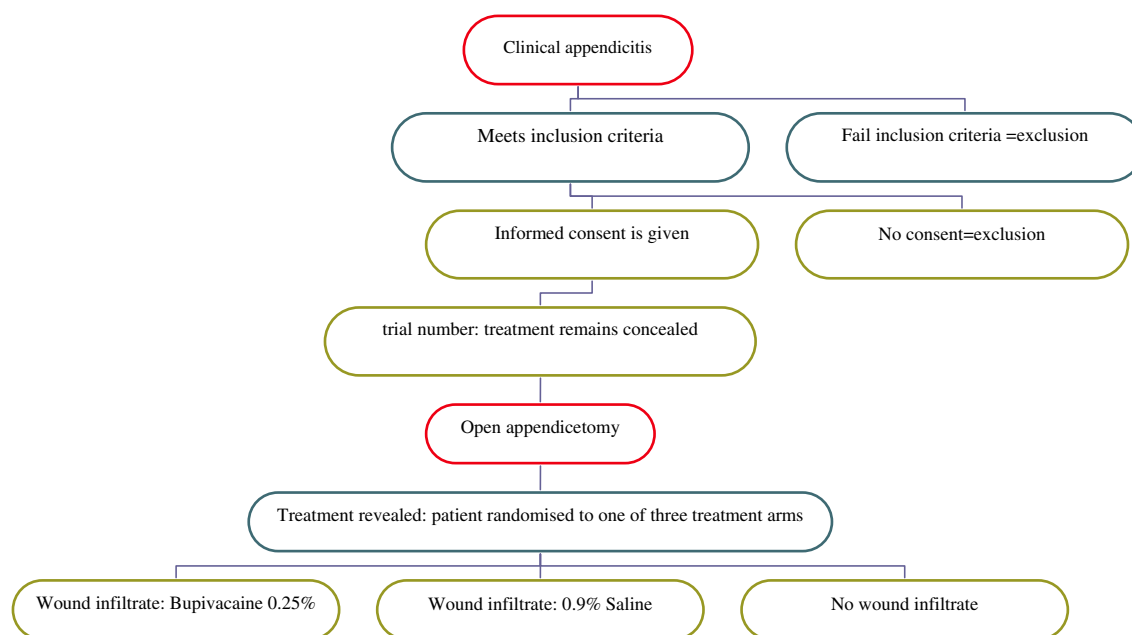 Clinical appendicitis
Meets inclusion criteria
Fail inclusion criteria =exclusion
Informed consent is given
No consent=exclusion
trial number: treatment remains concealed
Open appendicetomy
Treatment revealed: patient randomised to one of three treatment arms
Wound infiltrate: Bupivacaine 0.25%
Wound infiltrate: 0.9% Saline
No wound infiltrate